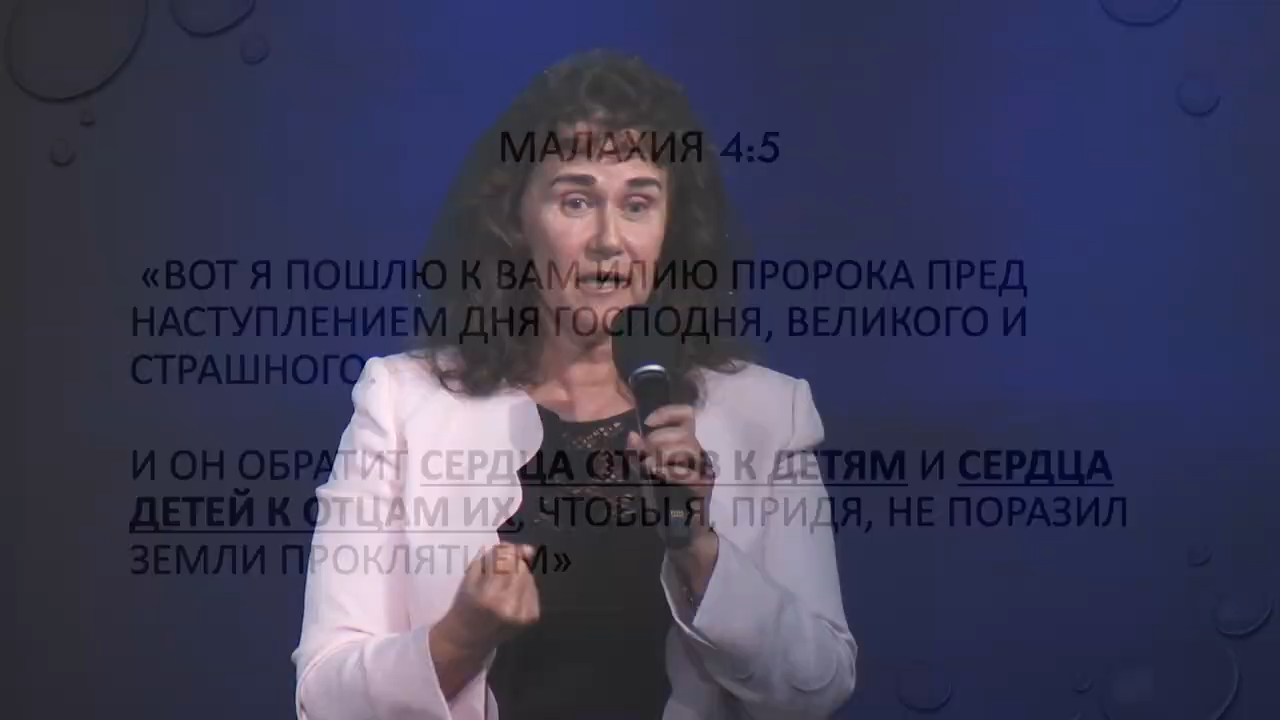 МАЛАХИЯ 4:5
«ВОТ Я ПОШЛЮ К ВАМ ИЛИЮ ПРОРОКА ПРЕД
НАСТУПЛЕНИЕМ ДНЯ ГОСПОДНЯ, ВЕЛИКОГО И
СТРАШНОГО.
И ОН ОБРАТИТ СЕРДЦА ОТЦОВ К ДЕТЯМ И СЕРДЦА
ДЕТЕЙ К ОТЦАМ ИХ, ЧТОБЫ Я, ПРИДЯ, НЕ ПОРАЗИЛ
ЗЕМЛИ ПРОКЛЯТИЕМ»